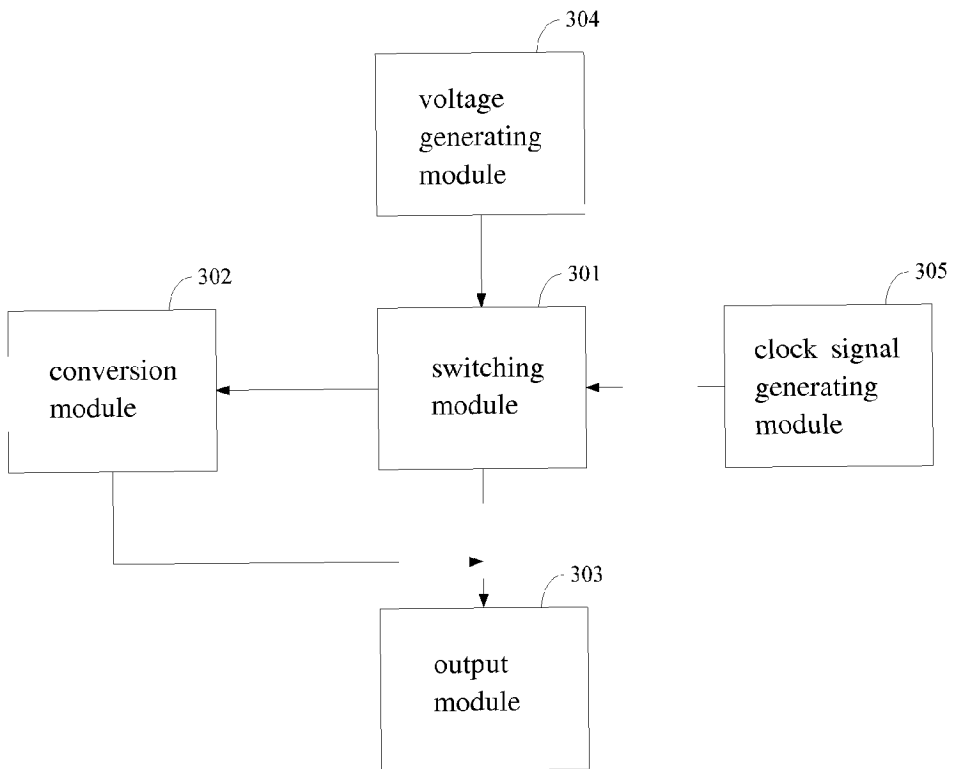 304
voltage
generating
module
302
301
305
conversion
module
switching
module
clock signal
generating
module
303
output
module